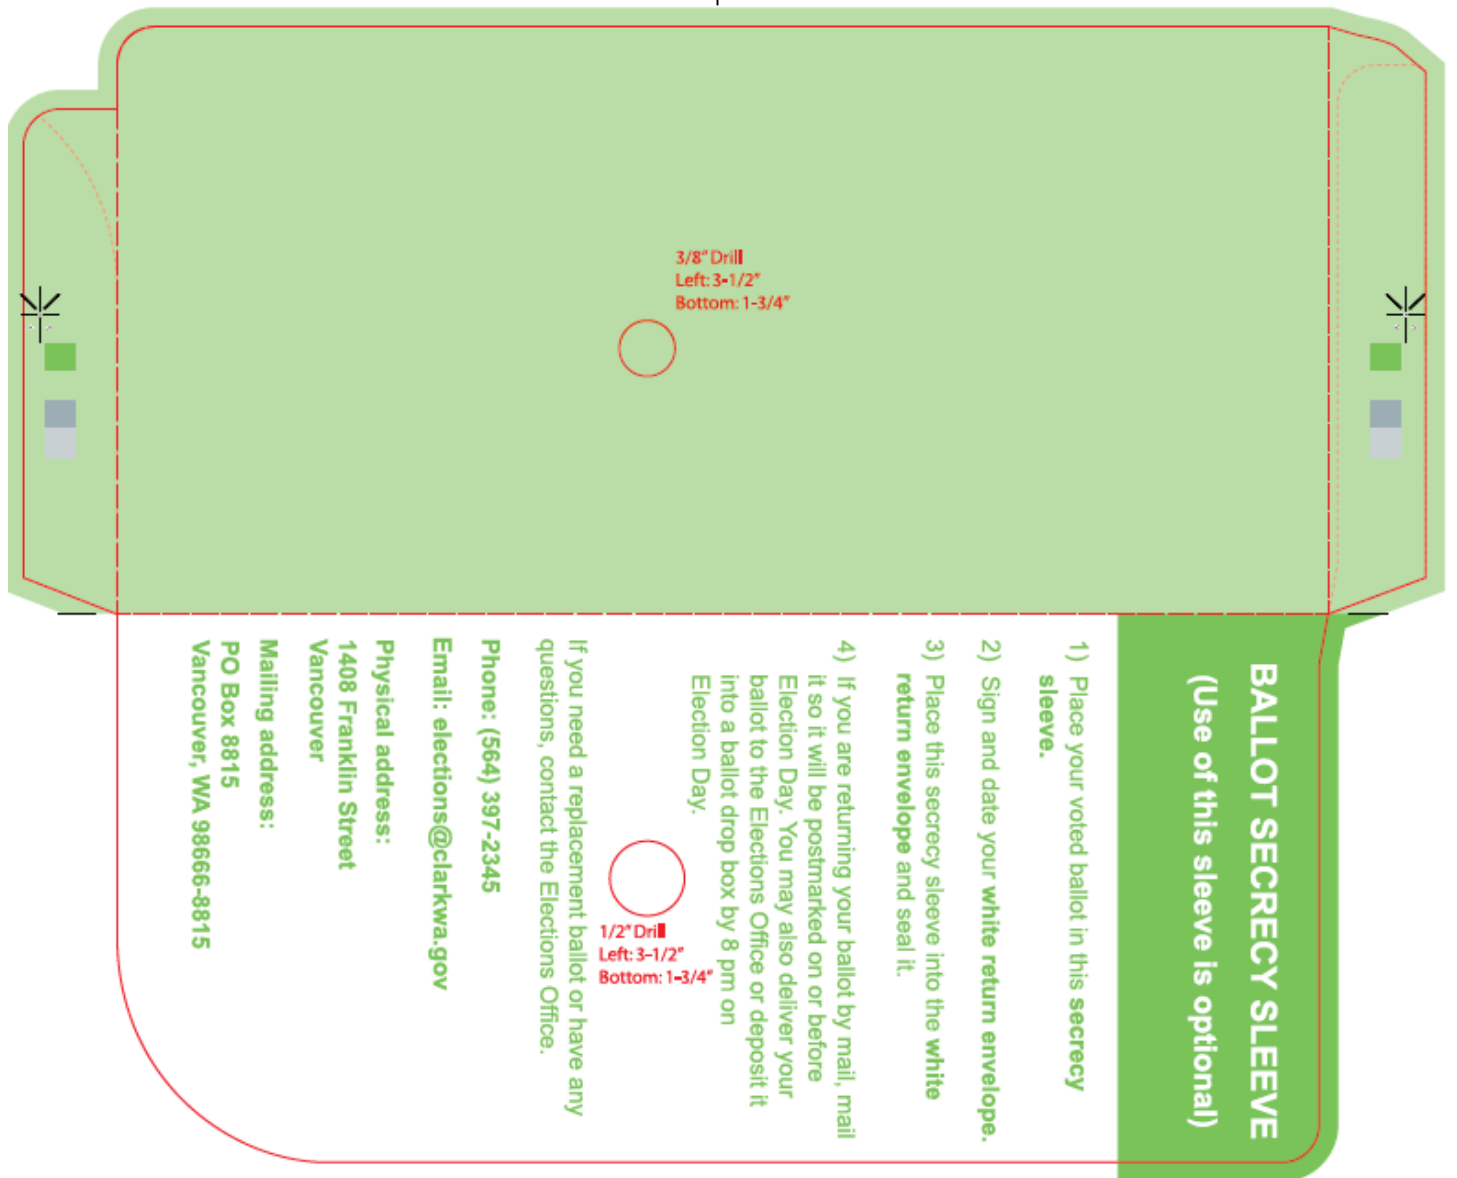 3/8" Drill
Left: 3-1/2"
Bottom: 1-3/4"
BALLOT SECRECY SLEEVE
(Use of this sleeve is optional)
1) Place your voted ballot in this secrecy
sleeve.
2) Sign and date your white return envelope.
3) Place this secrecy sleeve into the white
return envelope and seal it.
4) If you are returning your ballot by mail, mail
it so it will be postmarked on or before
Election Day. You may also deliver your
ballot to the Elections Office or deposit it
into a ballot drop box by 8 pm on
Election Day.
If you need a replacement ballot or have any
questions, contact the Elections Office.
Phone: (564) 397-2345
Email: elections@clarkwa.gov
Physical address:
1408 Franklin Street
Vancouver
Mailing address:
PO Box 8815
Vancouver, WA 98666-8815
1/2" Drill
Left: 3-1/2"
Bottom: 1-3/4"